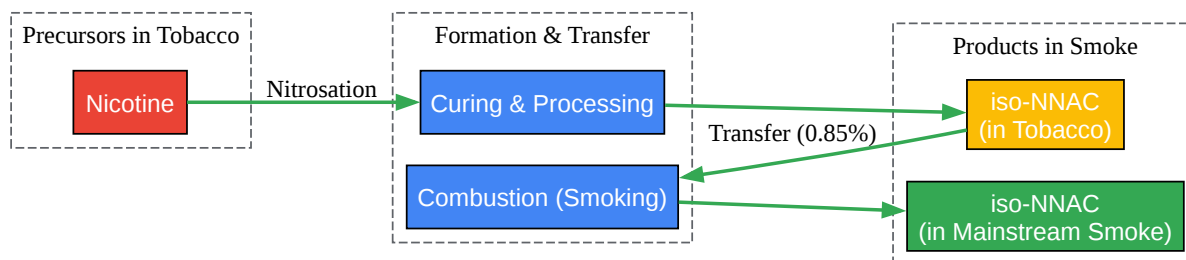 Precursors in Tobacco
Nicotine
Nitrosation
Formation & Transfer
Curing & Processing
Combustion (Smoking)
Transfer (0.85%)
Products in Smoke
iso-NNAC
(in Tobacco)
iso-NNAC
(in Mainstream Smoke)